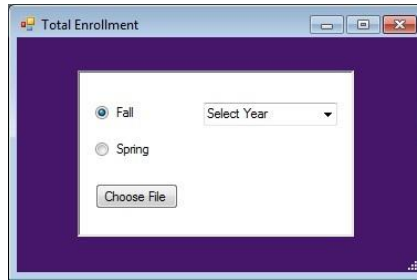 Total Enrollment
Fall
Select Year
Spring
Choose File